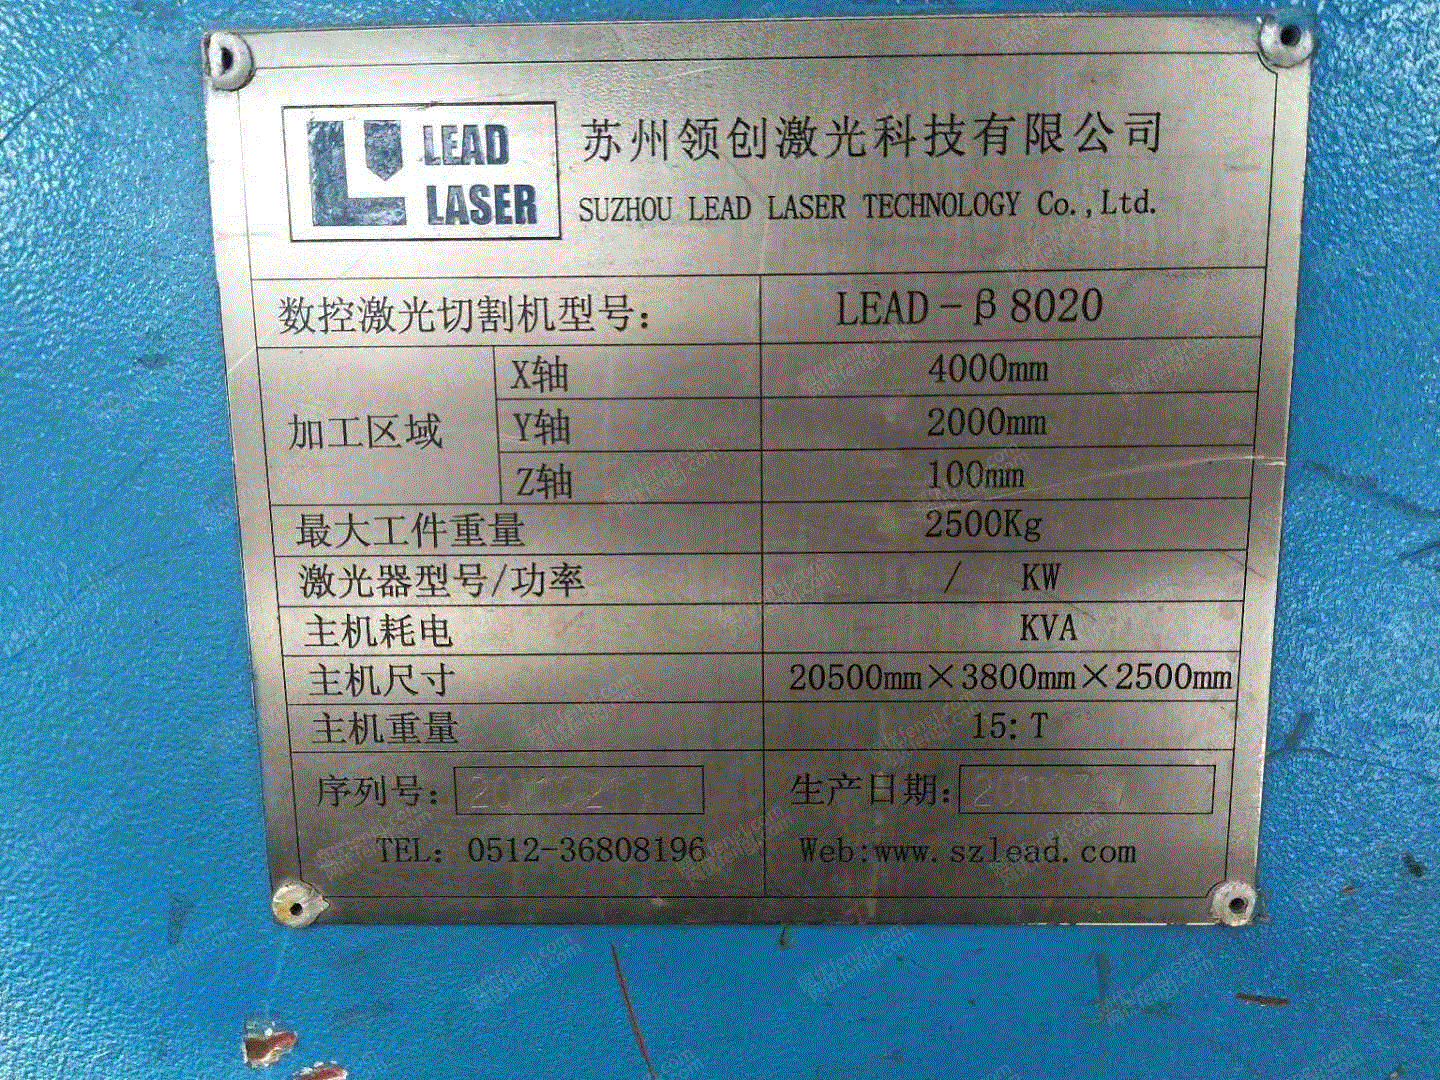 LEAD
LASER
苏州领创激光科技有限公司
SUZHOU LEAD LASER TECHNOLOGY Co.,Ltd.
数控激光切割机型号: LEAD-β8020
加工区域
X轴 4000mm
Y轴 2000mm
Z轴 100mm
最大工件重量 2500Kg
激光器型号/功率 / KW
主机耗电 KVA
主机尺寸 20500mm×3800mm×2500mm
主机重量 15:T
序列号: 生产日期:
TEL: 0512-36808196 Web:www.szlead.com